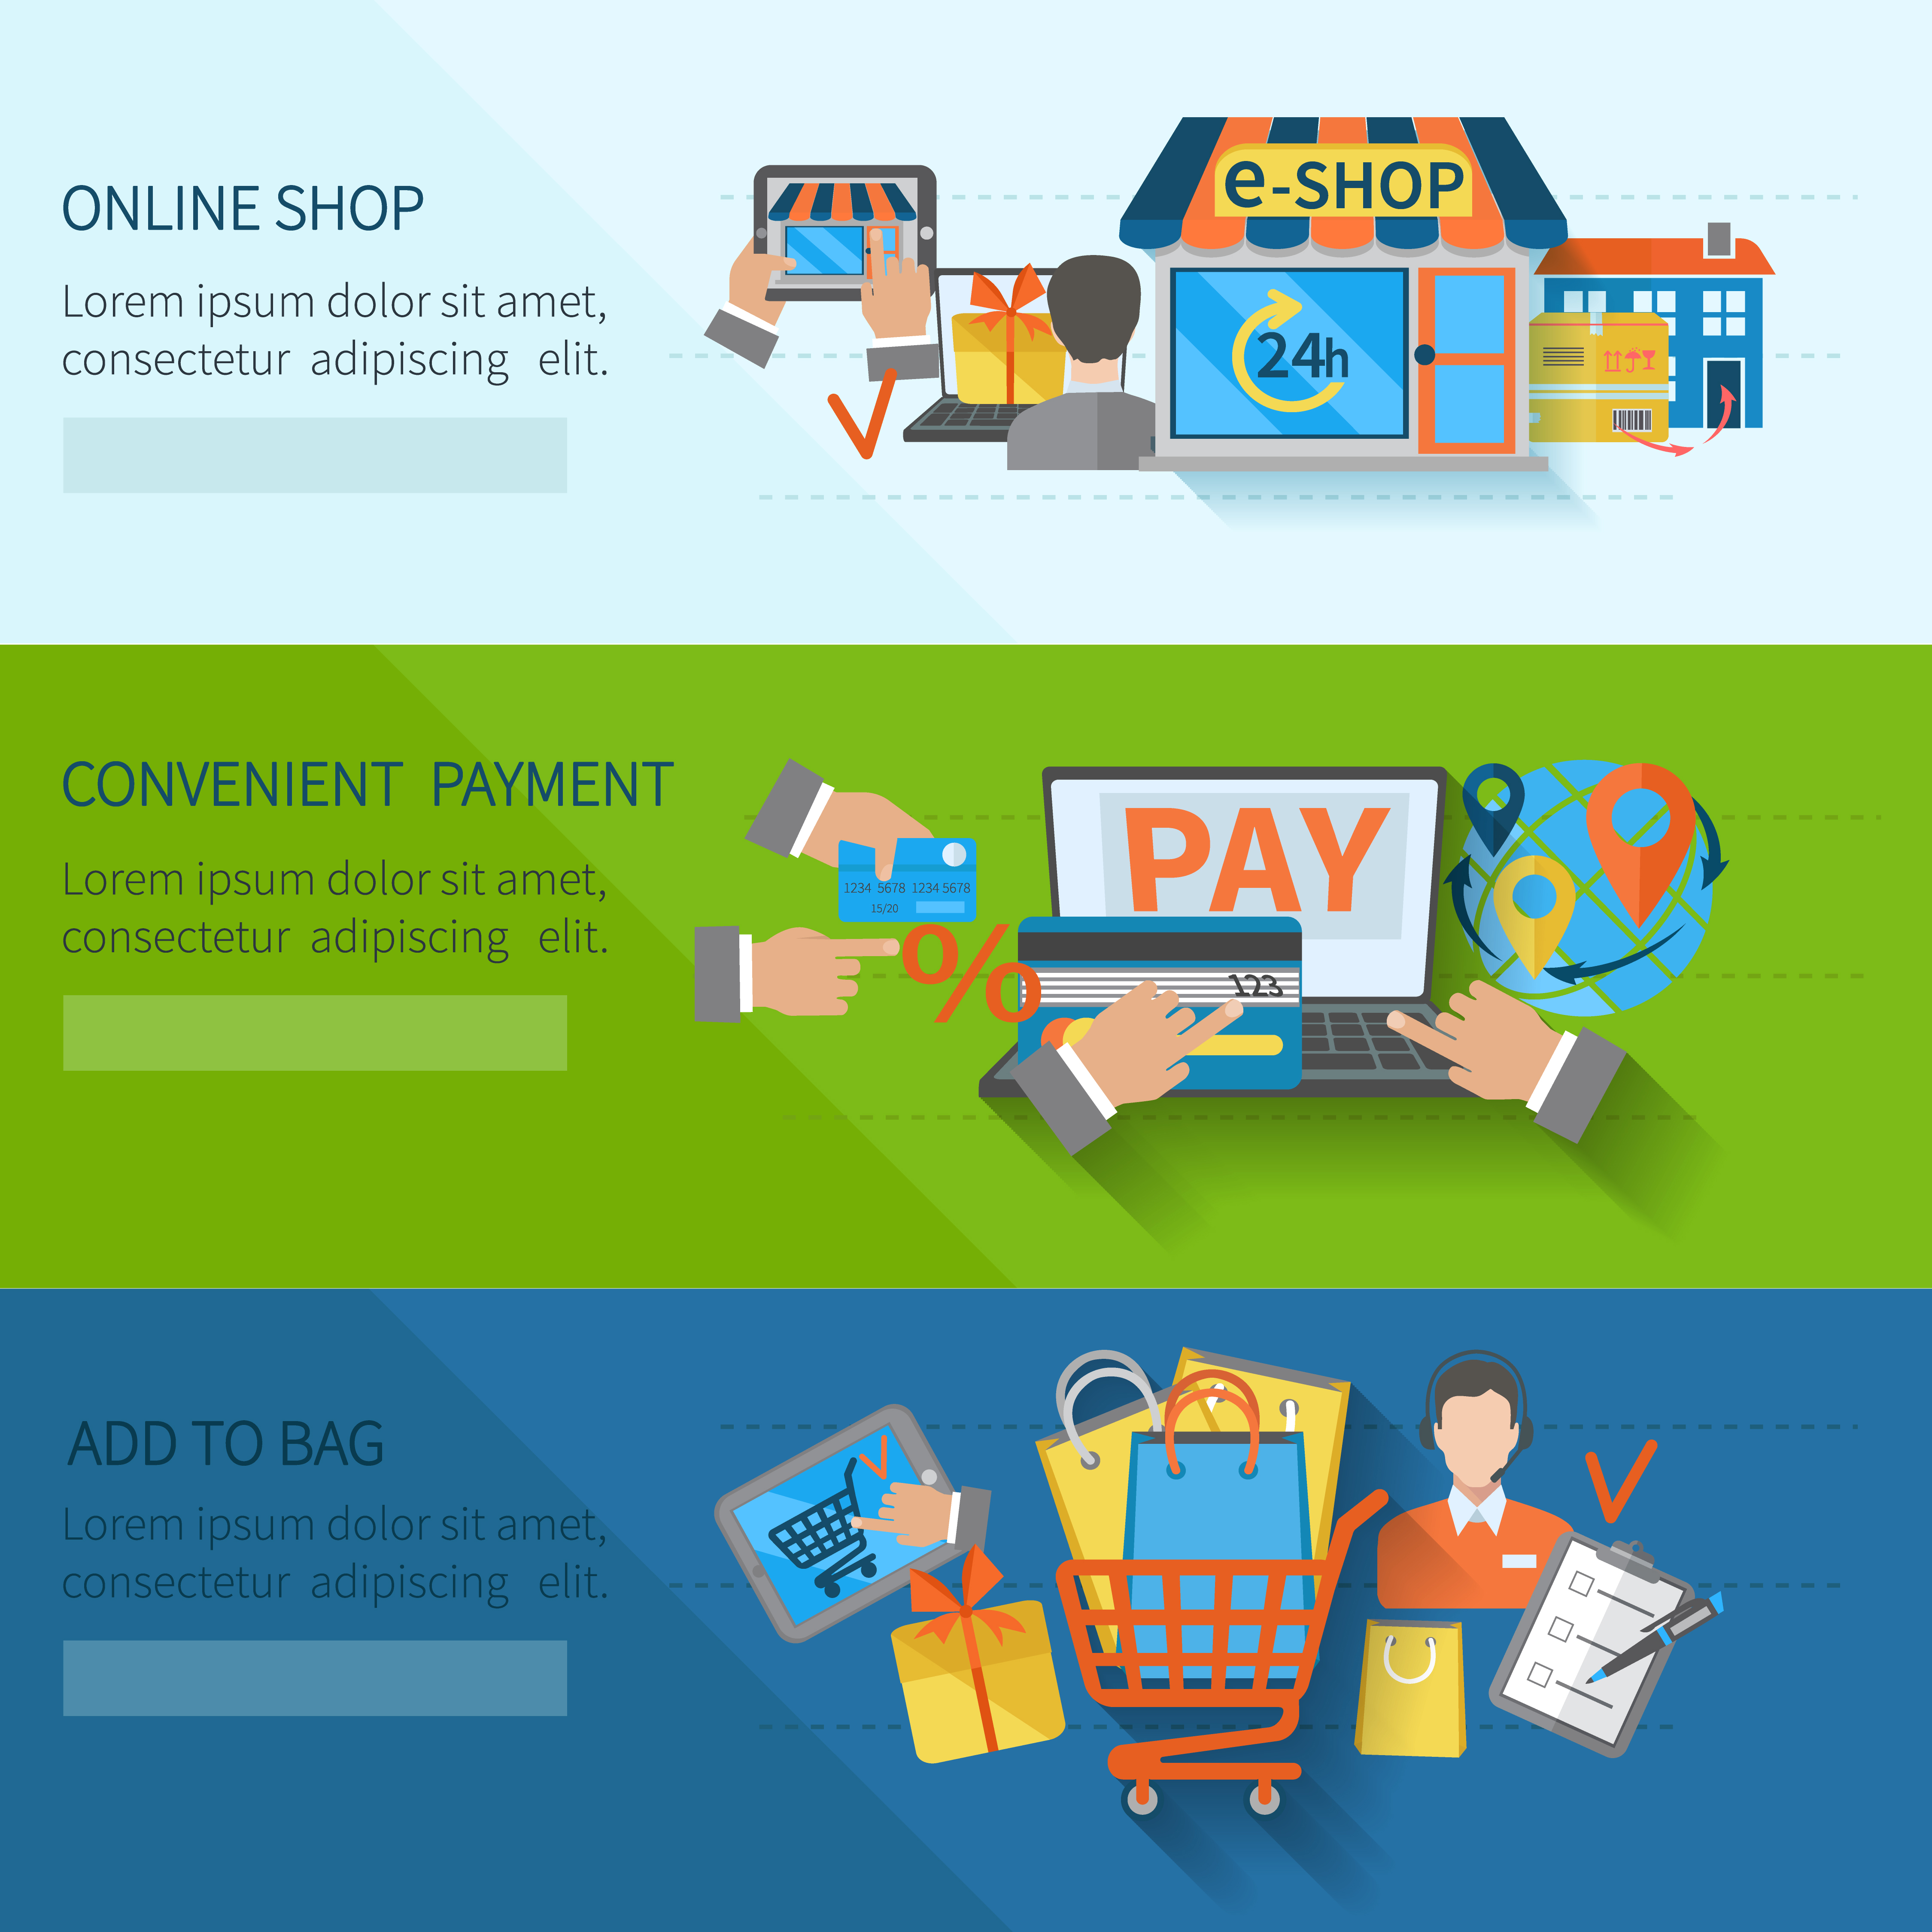 ONLINE SHOP
Lorem ipsum dolor sit amet,
consectetur adipiscing elit.
e-SHOP
24h
CONVENIENT PAYMENT
Lorem ipsum dolor sit amet,
consectetur adipiscing elit.
1234 5678 1234 5678
15/20
%
PAY
123
ADD TO BAG
Lorem ipsum dolor sit amet,
consectetur adipiscing elit.